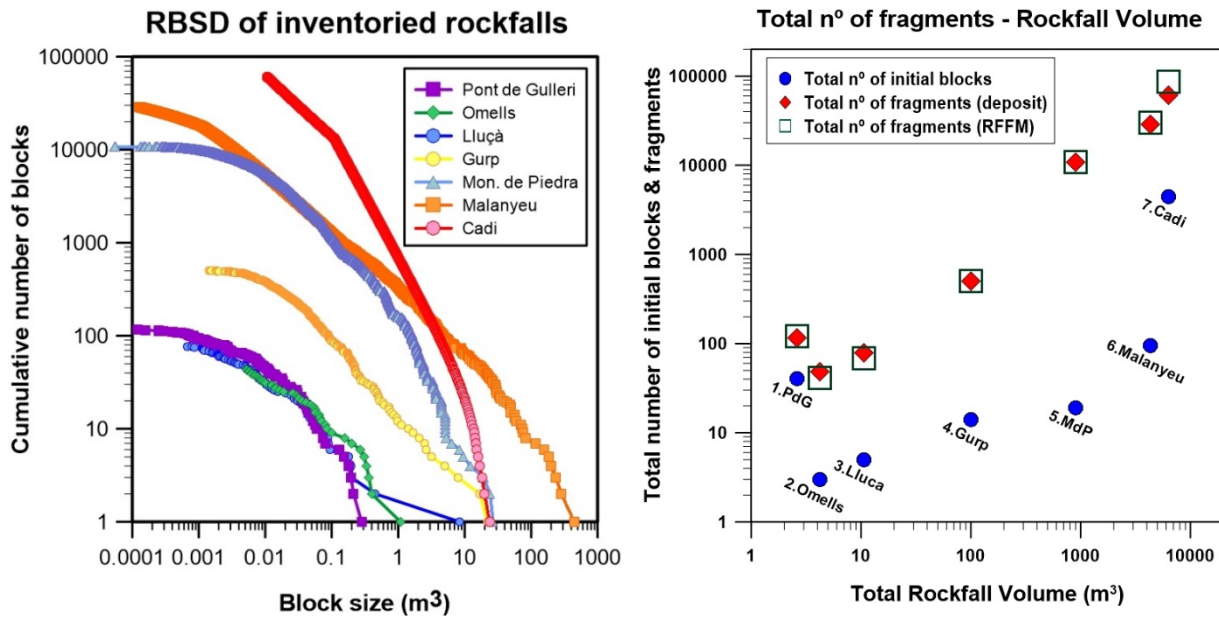 RBSD of inventoried rockfalls
Cumulative number of blocks
100000
10000
1000
100
10
1
0.0001
0.001
0.01
0.1
1
10
100
1000
Block size (m³)
Pont de Gulleri
Omells
Lluçà
Gurp
Mon. de Piedra
Malanyeu
Cadi
Total nº of fragments - Rockfall Volume
Total number of initial blocks & fragments
100000
10000
1000
100
10
1
1
10
100
1000
10000
Total Rockfall Volume (m³)
Total nº of initial blocks
Total nº of fragments (deposit)
Total nº of fragments (RFFM)
1.PdG
2.Omells
3.Lluca
4.Gurp
5.MdP
6.Malanyeu
7.Cadi